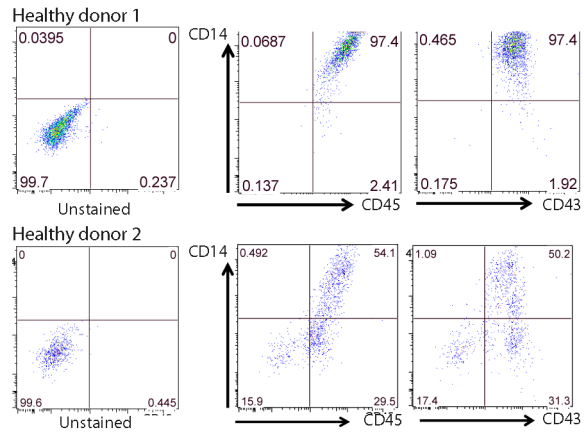 Healthy donor 1
0.0395 0
99.7 0.237
Unstained
CD14
0.0687 97.4
0.137 2.41
CD45
0.465 97.4
0.175 1.92
CD43
Healthy donor 2
0 0
99.6 0.445
Unstained
CD14
0.492 54.1
15.9 29.5
CD45
4 1.09 50.2
17.4 31.3
CD43